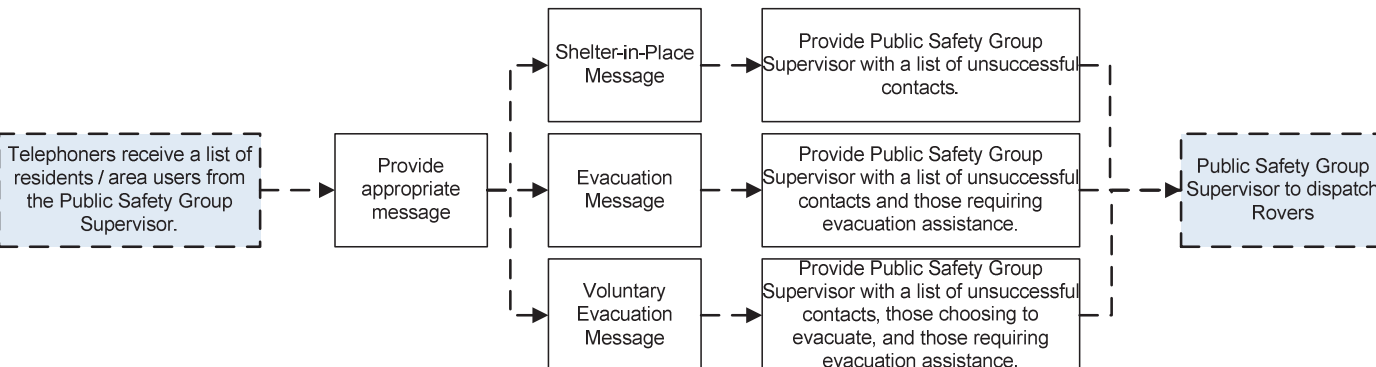 Telephoners receive a list of
residents / area users from
the Public Safety Group
Supervisor.
Provide
appropriate
message
Shelter-in-Place
Message
Provide Public Safety Group
Supervisor with a list of unsuccessful
contacts.
Evacuation
Message
Provide Public Safety Group
Supervisor with a list of unsuccessful
contacts and those requiring
evacuation assistance.
Voluntary
Evacuation
Message
Provide Public Safety Group
Supervisor with a list of unsuccessful
contacts, those choosing to
evacuate, and those requiring
evacuation assistance.
Public Safety Group
Supervisor to dispatch
Rovers